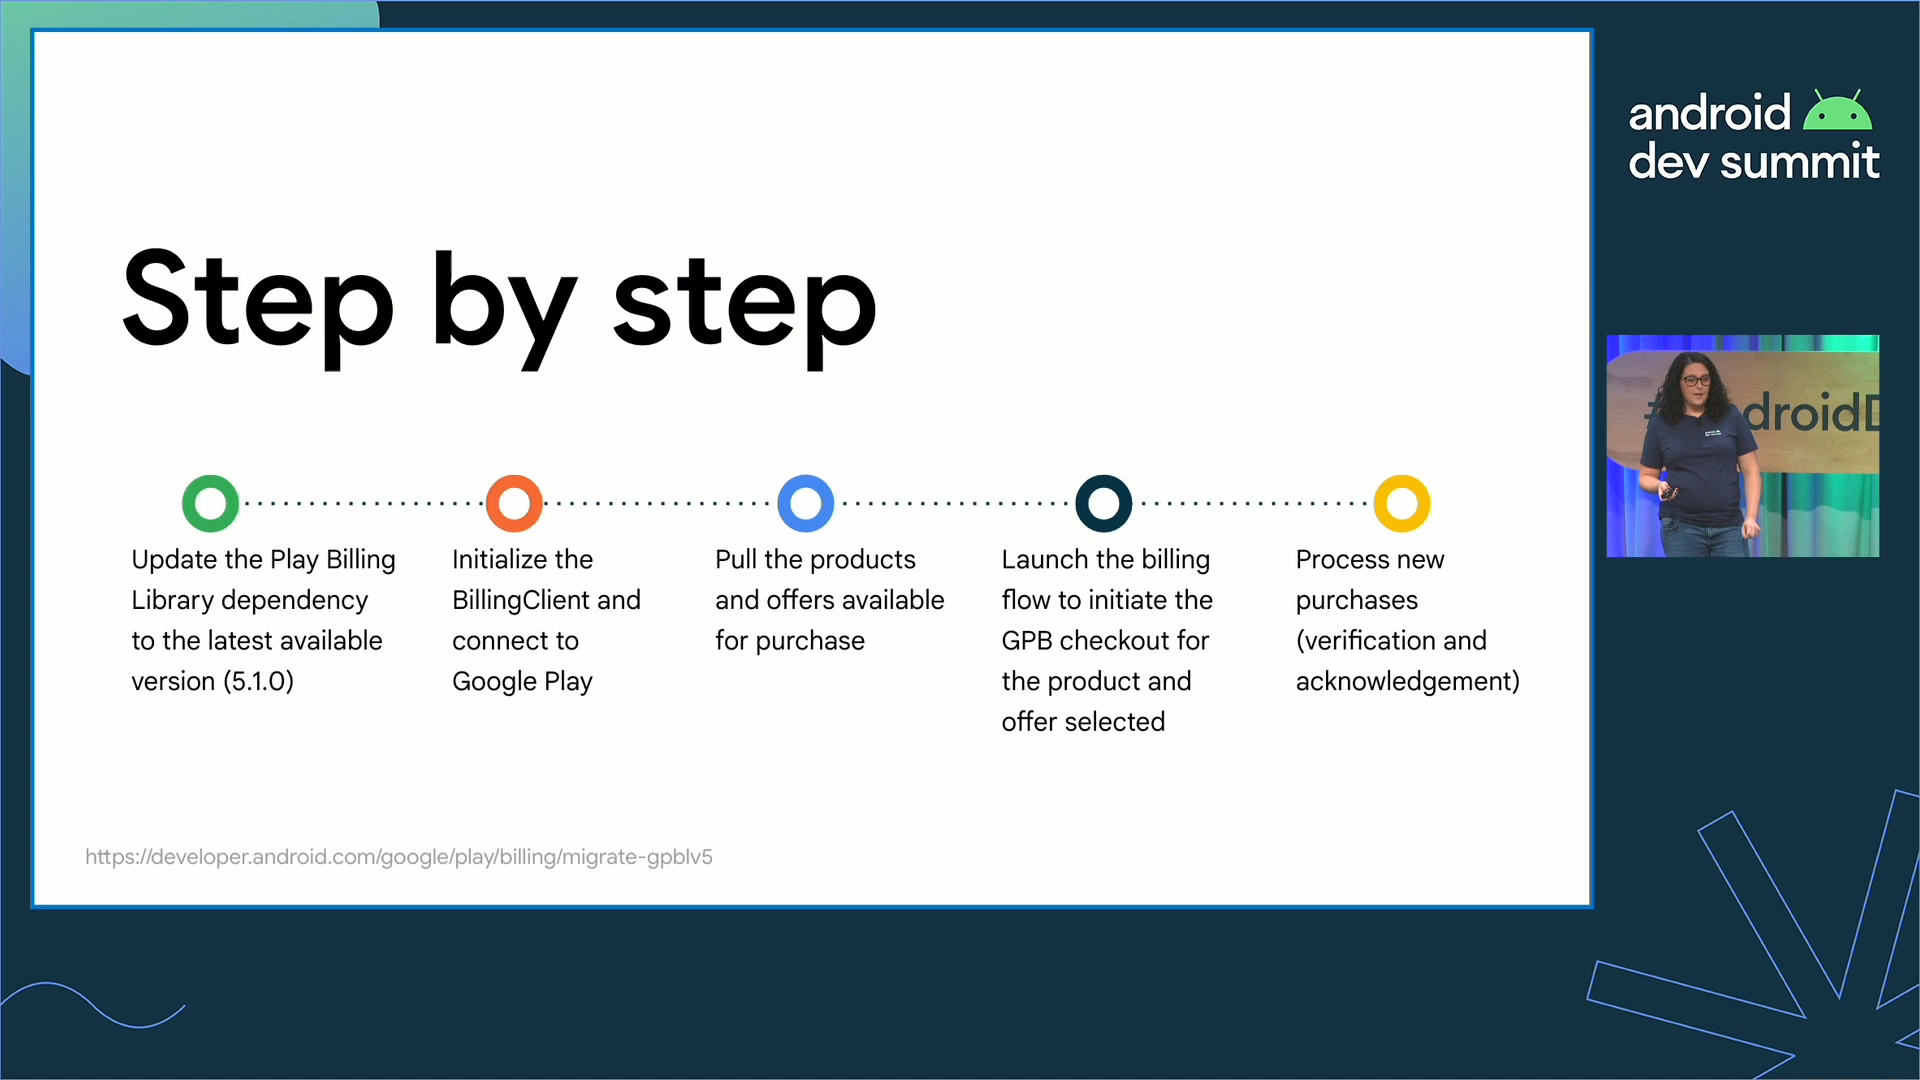 android
dev summit
Step by step
Update the Play Billing
Library dependency
to the latest available
version (5.1.0)
Initialize the
BillingClient and
connect to
Google Play
Pull the products
and offers available
for purchase
Launch the billing
flow to initiate the
GPB checkout for
the product and
offer selected
Process new
purchases
(verification and
acknowledgement)
https://developer.android.com/google/play/billing/migrate-gpblv5